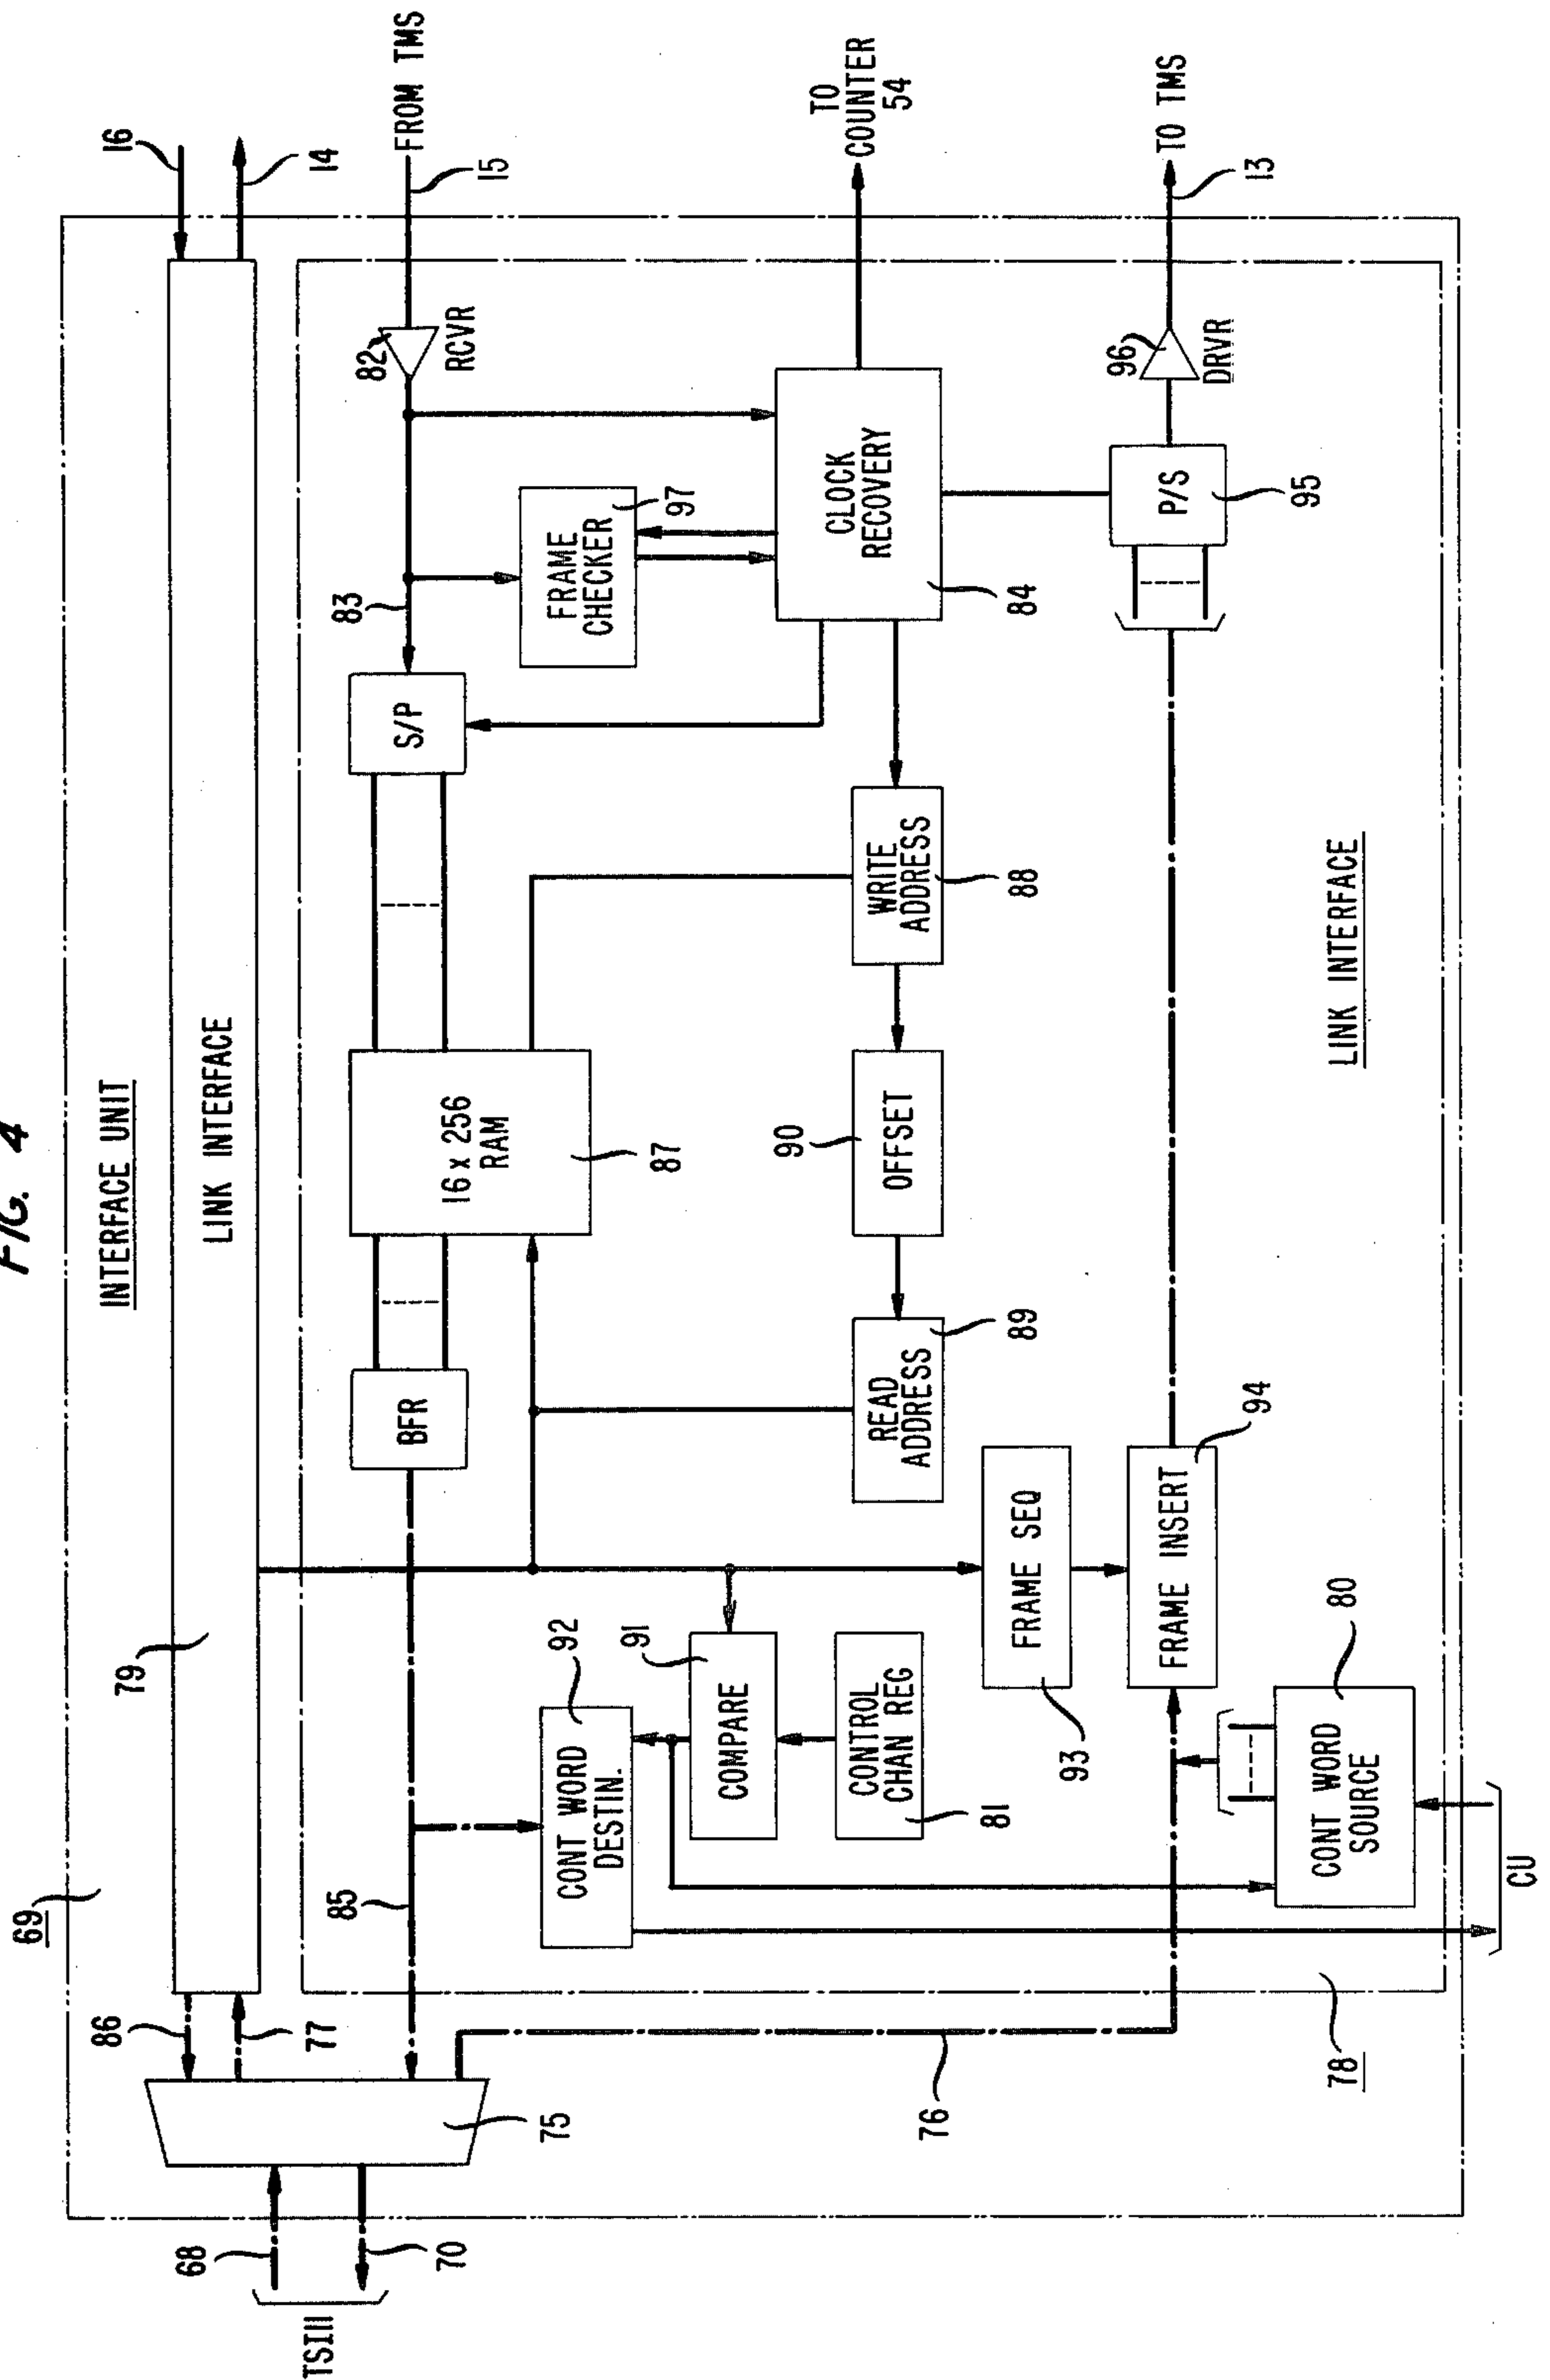 FIG. 4
69
INTERFACE UNIT
79
LINK INTERFACE
16
14
86
77
75
68
70
TSI11
85
BFR
16 x 256
RAM
87
S/P
83
82
RCVR
FROM TMS
15
FRAME
CHECKER
97
CLOCK
RECOVERY
84
TO
COUNTER
54
92
CONT WORD
DESTIN.
91
COMPARE
CONTROL
CHAN REG
81
READ
ADDRESS
89
OFFSET
90
WRITE
ADDRESS
88
FRAME SEQ
93
FRAME INSERT
94
P/S
95
96
DRVR
TO TMS
13
76
CONT WORD
SOURCE
80
CU
78
LINK INTERFACE